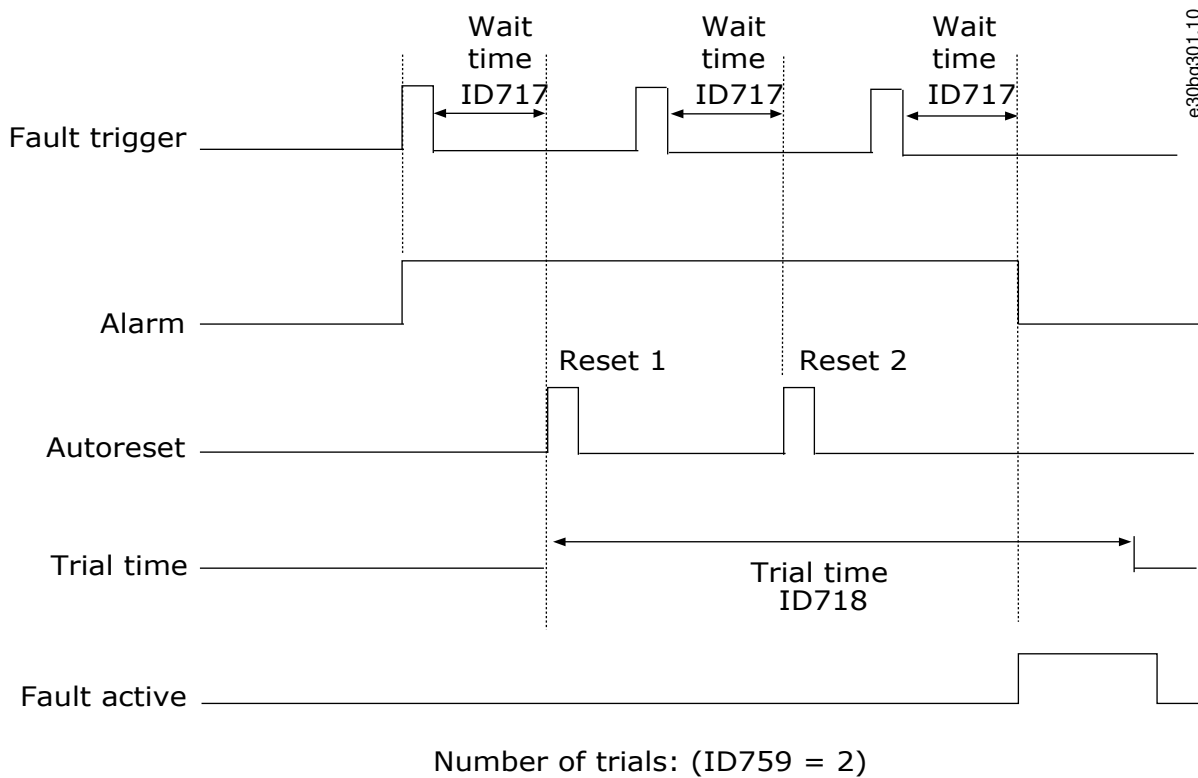 Wait
time
ID717
Wait
time
ID717
Wait
time
ID717
e30bg301.10
Fault trigger
Alarm
Reset 1
Reset 2
Autoreset
Trial time
Trial time
ID718
Fault active
Number of trials: (ID759 = 2)